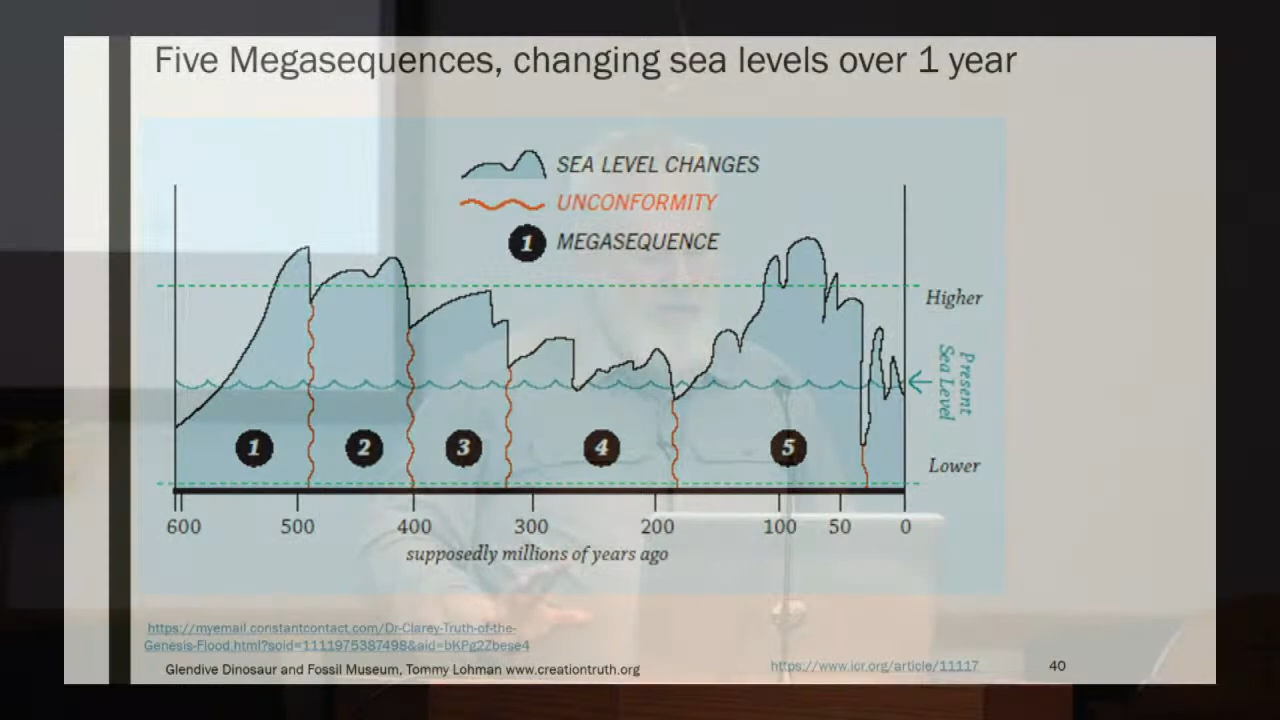 Five Megasequences, changing sea levels over 1 year
SEA LEVEL CHANGES
UNCONFORMITY
1 MEGASEQUENCE
Higher
Present
Sea Level
1 2 3 4 5
Lower
600 500 400 300 200 100 50 0
supposedly millions of years ago
https://myemail.constantcontact.com/Dr-Clarey-Truth-of-the-
Genesis-Flood.html?soid=1111975387498&aid=bKPg2Zbese4
Glendive Dinosaur and Fossil Museum, Tommy Lohman www.creationtruth.org
https://www.icr.org/article/11117
40